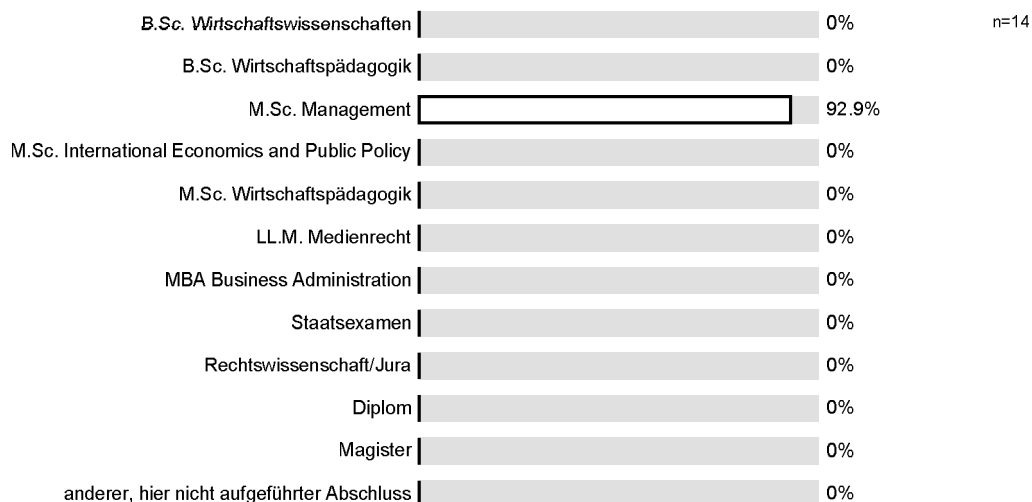 B.Sc. Wirtschaftswissenschaften 0% n=14
B.Sc. Wirtschaftspädagogik 0%
M.Sc. Management 92.9%
M.Sc. International Economics and Public Policy 0%
M.Sc. Wirtschaftspädagogik 0%
LL.M. Medienrecht 0%
MBA Business Administration 0%
Staatsexamen 0%
Rechtswissenschaft/Jura 0%
Diplom 0%
Magister 0%
anderer, hier nicht aufgeführter Abschluss 0%